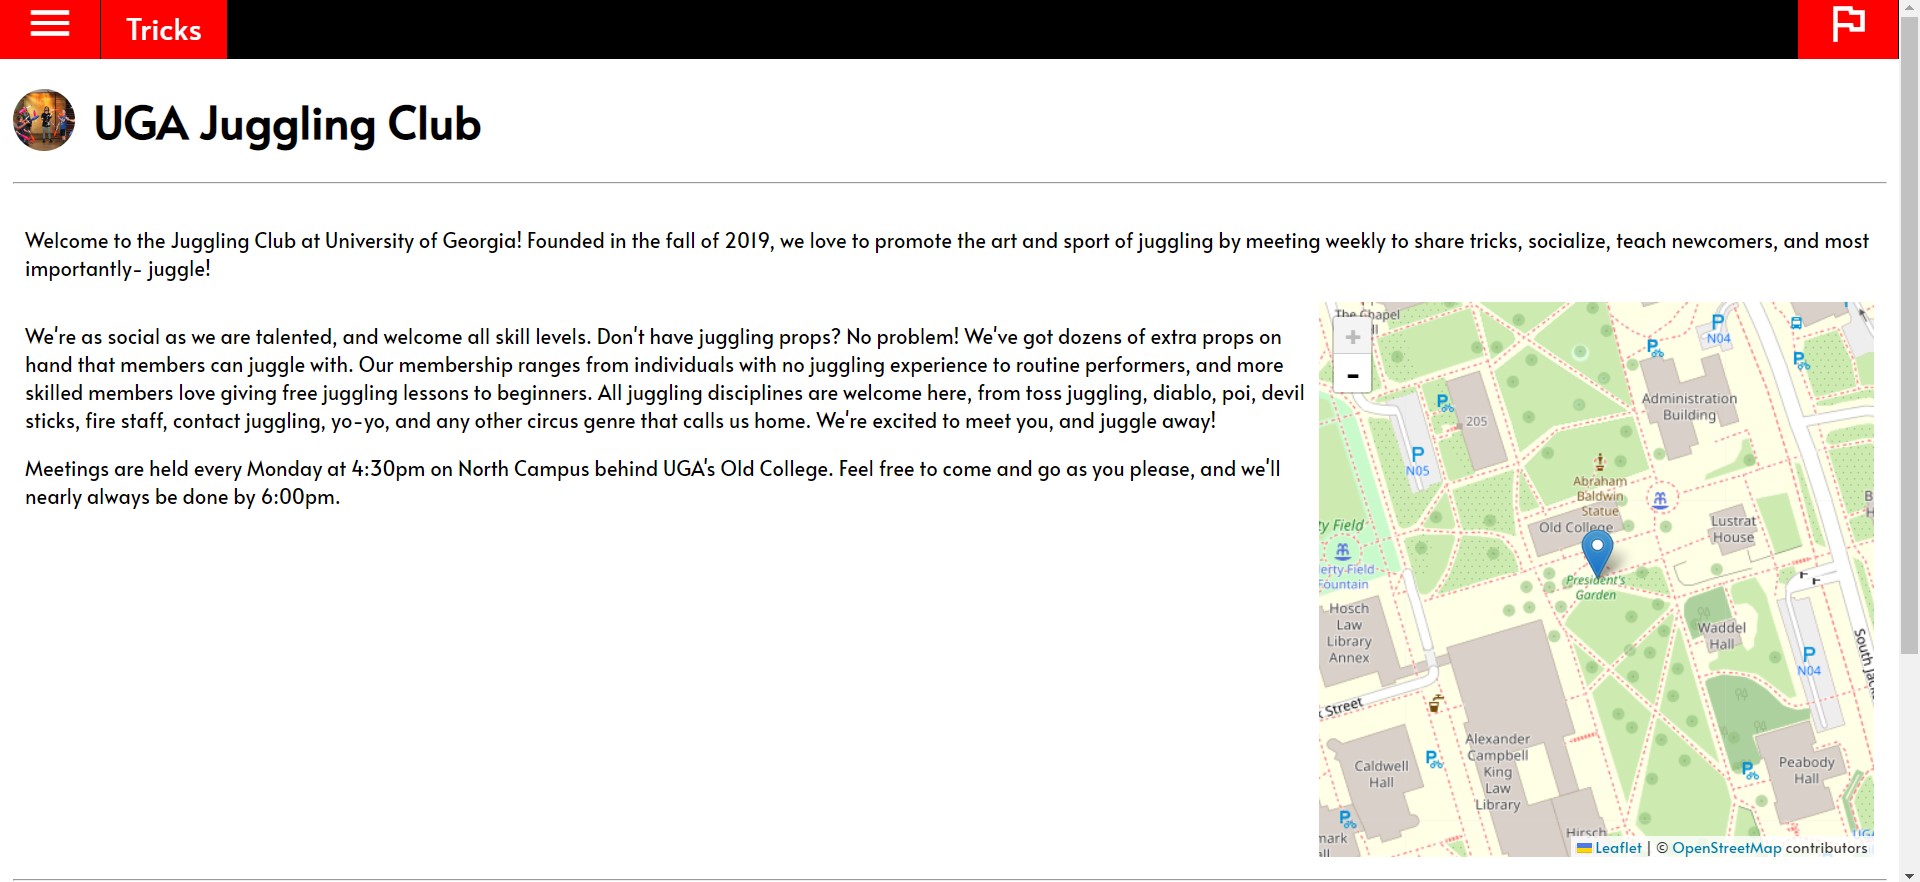 Tricks
UGA Juggling Club
Welcome to the Juggling Club at University of Georgia! Founded in the fall of 2019, we love to promote the art and sport of juggling by meeting weekly to share tricks, socialize, teach newcomers, and most
importantly- juggle!
We're as social as we are talented, and welcome all skill levels. Don't have juggling props? No problem! We've got dozens of extra props on
hand that members can juggle with. Our membership ranges from individuals with no juggling experience to routine performers, and more
skilled members love giving free juggling lessons to beginners. All juggling disciplines are welcome here, from toss juggling, diablo, poi, devil
sticks, fire staff, contact juggling, yo-yo, and any other circus genre that calls us home. We're excited to meet you, and juggle away!
Meetings are held every Monday at 4:30pm on North Campus behind UGA's Old College. Feel free to come and go as you please, and we'll
nearly always be done by 6:00pm.
The Chapel
+
-
P
N04
Administration
Building
205
P
N05
Abraham
Baldwin
Statue
Old College
Lustrat
House
ty Field
erty Field
Fountain
President's
Garden
Hosch
Law
Library
Annex
Waddel
Hall
P
N04
South Jac
k Street
Alexander
Campbell
King
Law
Library
Caldwell
Hall
Peabody
Hall
Hirsch
mark
UGA
Leaflet | © OpenStreetMap contributors